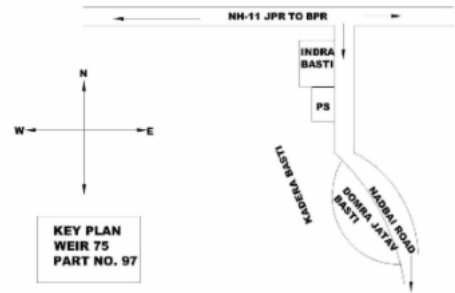 NH-11 JPR TO BPR
INDRA
BASTI
N
PS
W
E
KADERA BASTI
DOMRA JATAV
BASTI
NADBAI ROAD
KEY PLAN
WEIR 75
PART NO. 97